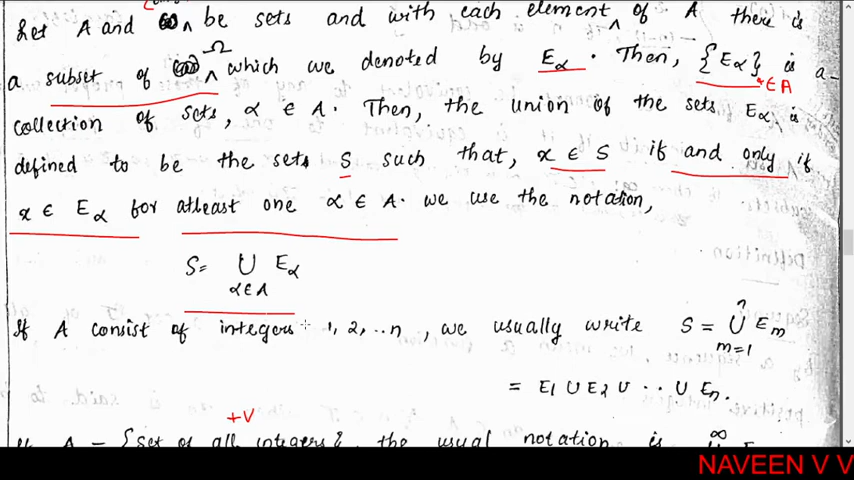 Let A and Ω be sets and with each element of A there is
a subset of Ω which we denoted by Eα. Then, {Eα} α∈A is a
collection of sets, α ∈ A. Then, the union of the sets Eα is
defined to be the sets S such that, x ∈ S if and only if
x ∈ Eα for atleast one α ∈ A. we use the notation,
S= ∪ Eα
α∈A
If A consist of integers 1, 2, ..n, we usually write S = n ∪ m=1 Em
= E1 ∪ E2 ∪ .. ∪ En.
+V
If A = {set of all integers}, the usual notation is ∞
NAVEEN V V